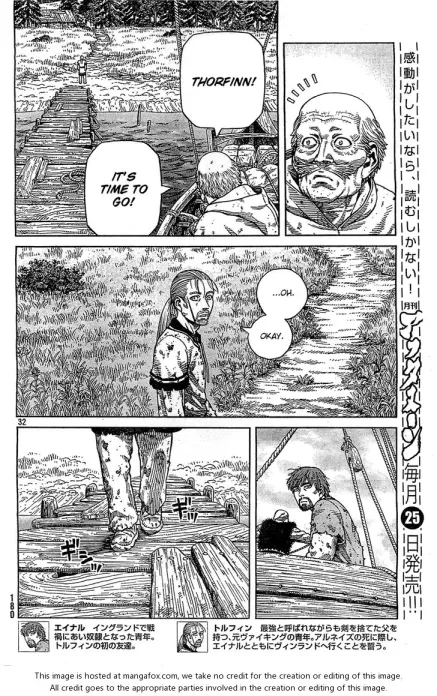 THORFINN!
IT'S
TIME TO
GO!
...OH.
OKAY.
32
ギシッ
ギシ
180
感動がしたいなら、読むしかない!月刊アフタヌーン毎月25日発売!!!
エイナル イングランドで戦
禍にあい奴隷となった青年。
トルフィンの初の友達。
トルフィン 最強と呼ばれながらも剣を捨てた父を
持つ、元ヴァイキングの青年。アルネイズの死に際し、
エイナルとともにヴィンランドへ行くことを誓う。
This image is hosted at mangafox.com, we take no credit for the creation or editing of this image.
All credit goes to the appropriate parties involved in the creation or editing of this image.